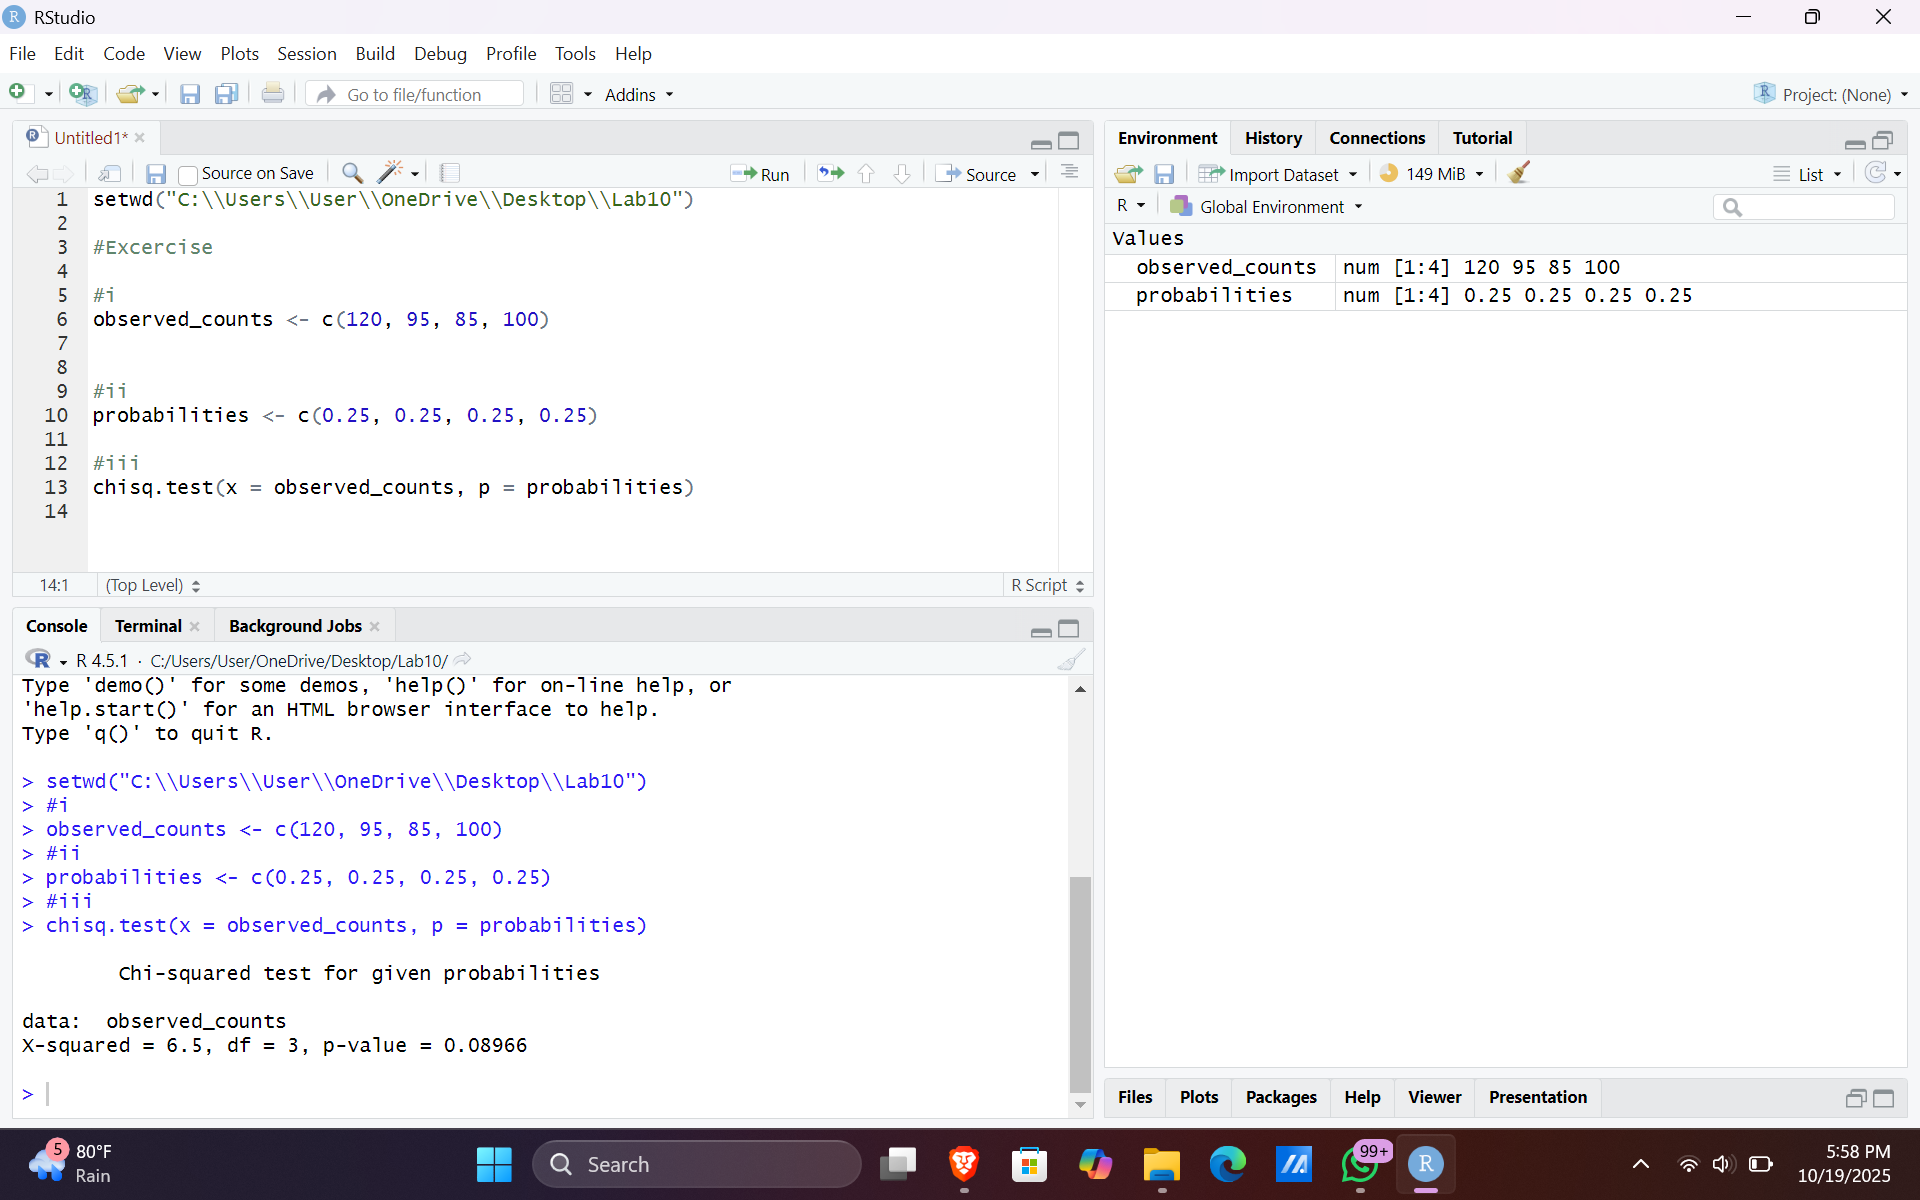 RStudio
File Edit Code View Plots Session Build Debug Profile Tools Help
Go to file/function Addins Project: (None)
Untitled1*
Source on Save Run Source
1 setwd("C:\\Users\\User\\OneDrive\\Desktop\\Lab10")
2
3 #Excercise
4
5 #i
6 observed_counts <- c(120, 95, 85, 100)
7
8
9 #ii
10 probabilities <- c(0.25, 0.25, 0.25, 0.25)
11
12 #iii
13 chisq.test(x = observed_counts, p = probabilities)
14
14:1 (Top Level) R Script
Console Terminal Background Jobs
R 4.5.1 · C:/Users/User/OneDrive/Desktop/Lab10/
Type 'demo()' for some demos, 'help()' for on-line help, or
'help.start()' for an HTML browser interface to help.
Type 'q()' to quit R.
> setwd("C:\\Users\\User\\OneDrive\\Desktop\\Lab10")
> #i
> observed_counts <- c(120, 95, 85, 100)
> #ii
> probabilities <- c(0.25, 0.25, 0.25, 0.25)
> #iii
> chisq.test(x = observed_counts, p = probabilities)
Chi-squared test for given probabilities
data: observed_counts
X-squared = 6.5, df = 3, p-value = 0.08966
>
Environment History Connections Tutorial
Import Dataset 149 MiB List
R Global Environment
Values
observed_counts num [1:4] 120 95 85 100
probabilities num [1:4] 0.25 0.25 0.25 0.25
Files Plots Packages Help Viewer Presentation
5 80°F
Rain
Search
99+
R
5:58 PM
10/19/2025